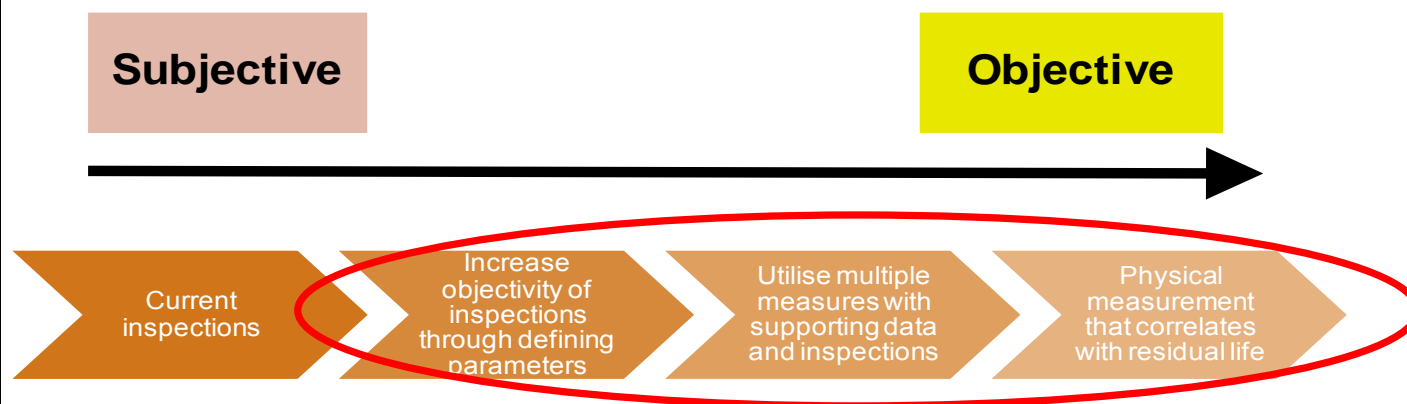 Subjective
Objective
Current
inspections
Increase
objectivity of
inspections
through defining
parameters
Utilise multiple
measures with
supporting data
and inspections
Physical
measurement
that correlates
with residual life